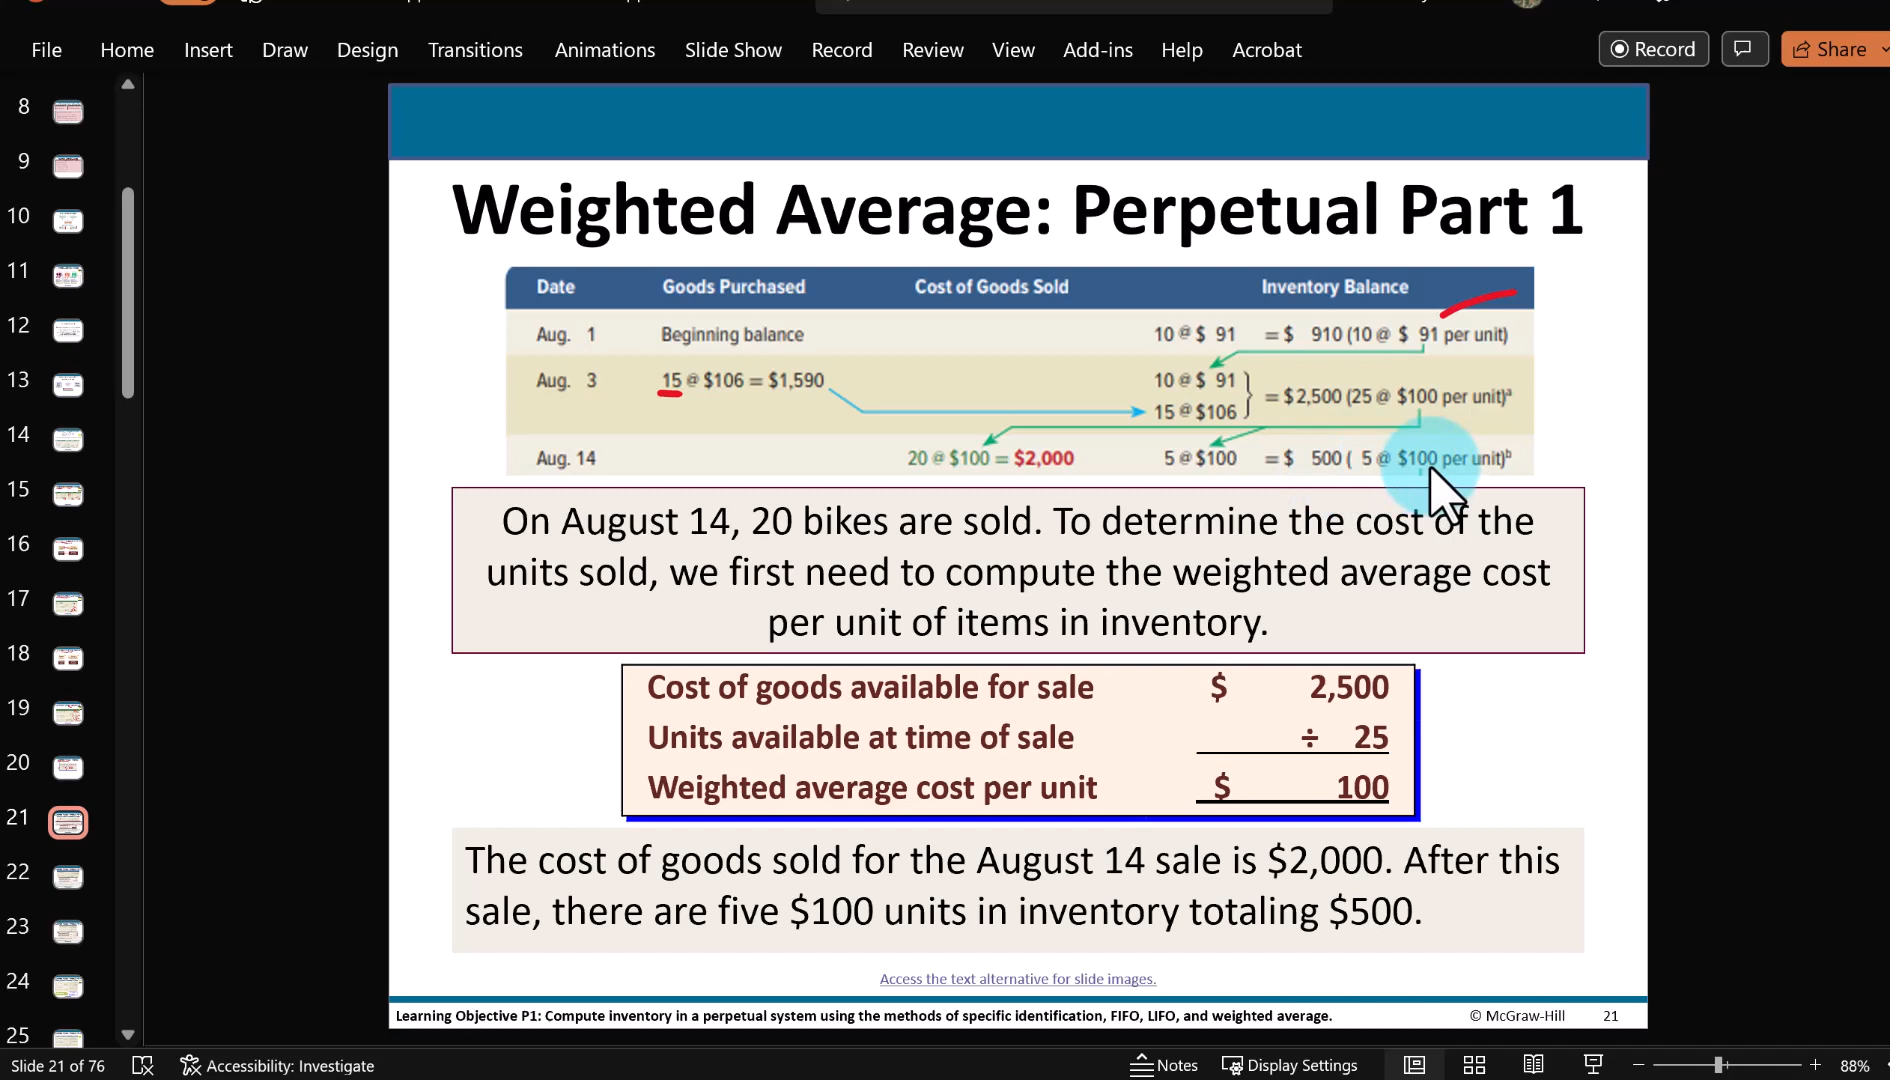 File Home Insert Draw Design Transitions Animations Slide Show Record Review View Add-ins Help Acrobat Record Share
8
9
10
11
12
13
14
15
16
17
18
19
20
21
22
23
24
25
Weighted Average: Perpetual Part 1
Date Goods Purchased Cost of Goods Sold Inventory Balance
Aug. 1 Beginning balance 10 @ $ 91 = $ 910 (10 @ $ 91 per unit)
Aug. 3 15 @ $106 = $1,590 10 @ $ 91
15 @ $106 = $2,500 (25 @ $100 per unit)ᵃ
Aug. 14 20 @ $100 = $2,000 5 @ $100 = $ 500 ( 5 @ $100 per unit)ᵇ
On August 14, 20 bikes are sold. To determine the cost of the
units sold, we first need to compute the weighted average cost
per unit of items in inventory.
Cost of goods available for sale $ 2,500
Units available at time of sale ÷ 25
Weighted average cost per unit $ 100
The cost of goods sold for the August 14 sale is $2,000. After this
sale, there are five $100 units in inventory totaling $500.
Access the text alternative for slide images.
Learning Objective P1: Compute inventory in a perpetual system using the methods of specific identification, FIFO, LIFO, and weighted average. © McGraw-Hill 21
Slide 21 of 76 Accessibility: Investigate Notes Display Settings 88%